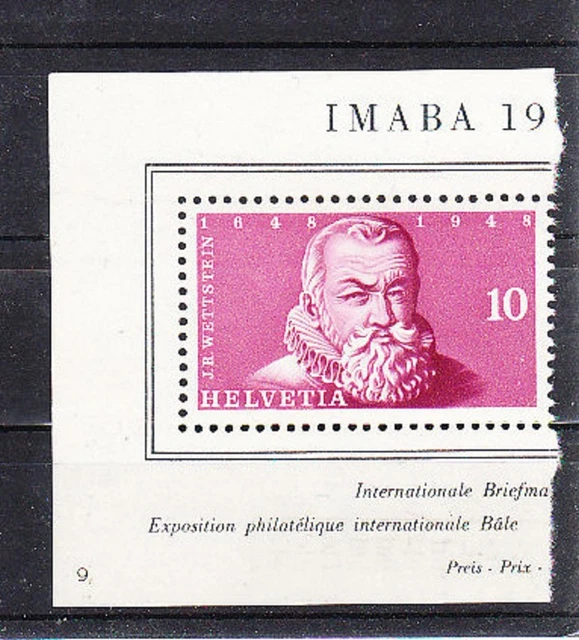 IMABA 19
1 6 4 8 1 9 4 8
J.R.WETTSTEIN
10
HELVETIA
Internationale Briefma
Exposition philatélique internationale Bâle
Preis - Prix -
9